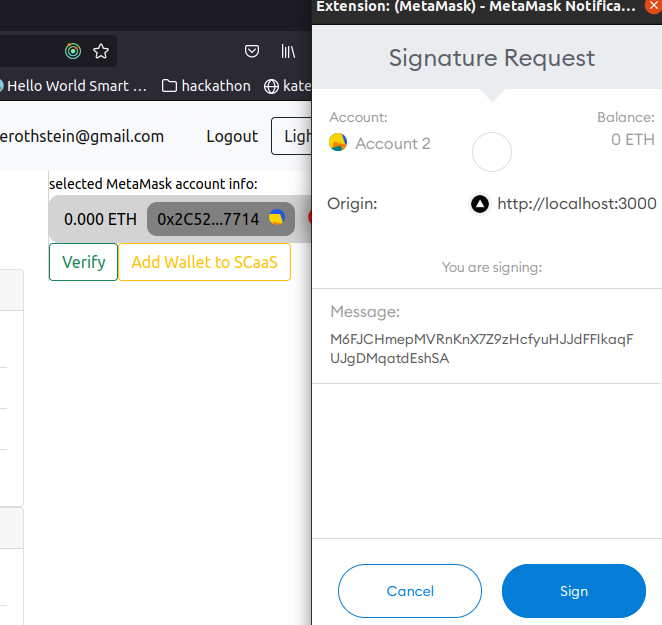 Extension: (MetaMask) - MetaMask Notifica...
Hello World Smart ...
hackathon
kate
erothstein@gmail.com
Logout
Ligh
selected MetaMask account info:
0.000 ETH
0x2C52...7714
Verify
Add Wallet to SCaaS
Signature Request
Account:
Balance:
Account 2
0 ETH
Origin:
http://localhost:3000
You are signing:
Message:
M6FJCHmepMVRnKnX7Z9zHcfyuHJJdFFIkaqF
UJgDMqatdEshSA
Cancel
Sign